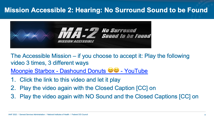 Mission Accessible 2: Hearing: No Surround Sound to be Found
MA:2 No Surround
Sound to be Found
MISSION: ACCESSIBLE
The Accessible Mission – if you choose to accept it: Play the following
video 3 times, 3 different ways
Moonpie Starbox - Dashound Donuts 😂😂 - YouTube
1. Click the link to this video and let it play
2. Play the video again with the Closed Caption [CC] on
3. Play the video again with NO Sound and the Closed Captions [CC] on